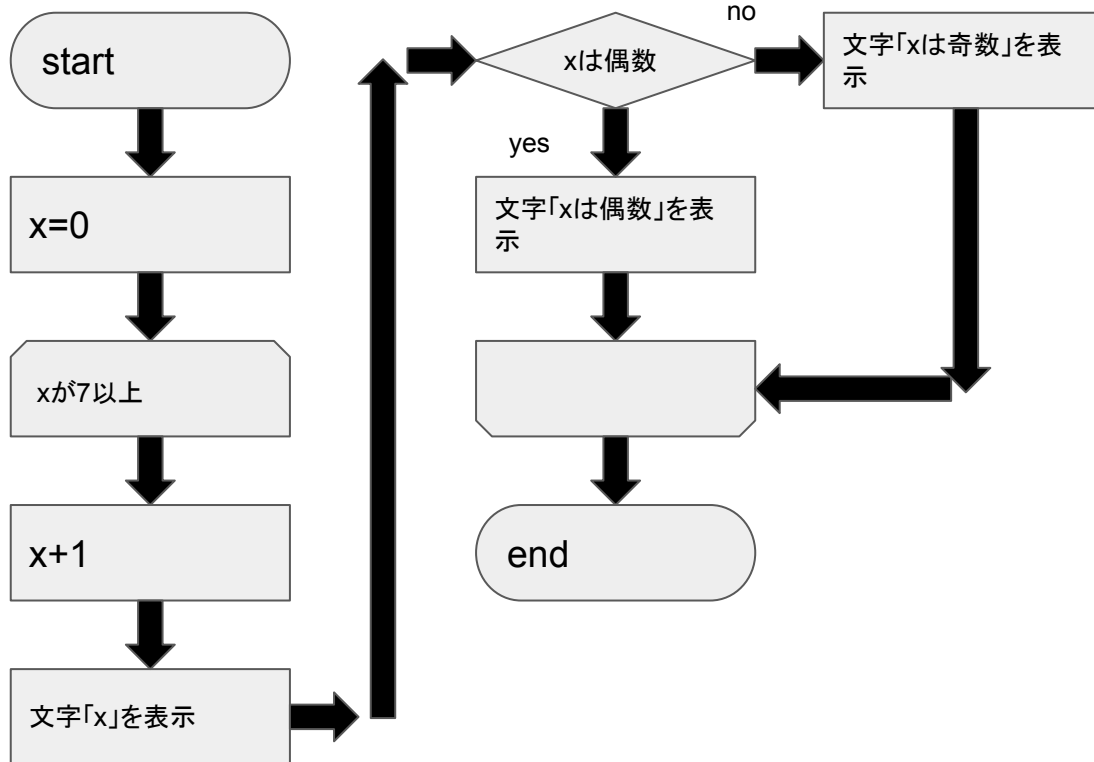 start
x=0
xが7以上
x+1
文字「x」を表示
xは偶数
no
文字「xは奇数」を表
示
yes
文字「xは偶数」を表
示
end